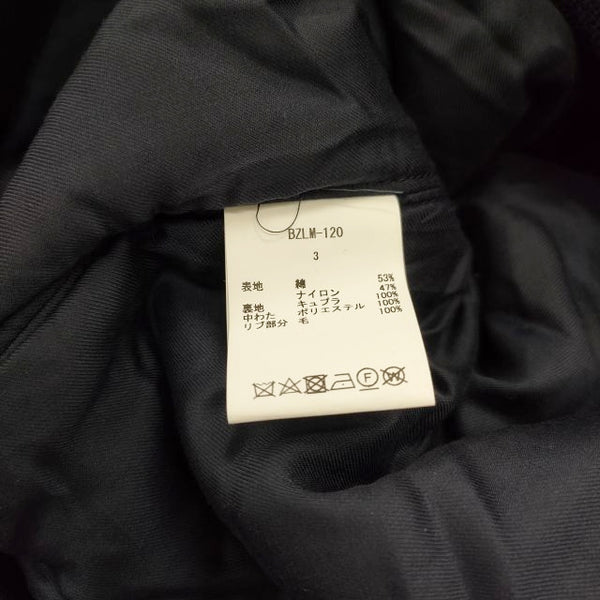 BZLM-120
3
表地 綿 53%
ナイロン 47%
裏地 キュプラ 100%
中わた ポリエステル 100%
リブ部分 毛 100%
F